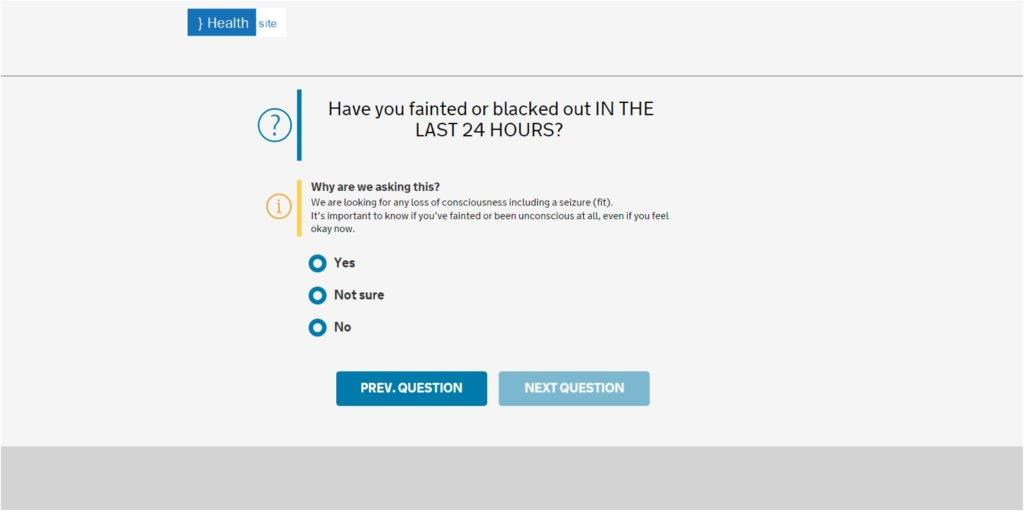 } Health site
? Have you fainted or blacked out IN THE
LAST 24 HOURS?
Why are we asking this?
i We are looking for any loss of consciousness including a seizure (fit).
It's important to know if you've fainted or been unconscious at all, even if you feel
okay now.
Yes
Not sure
No
PREV. QUESTION NEXT QUESTION